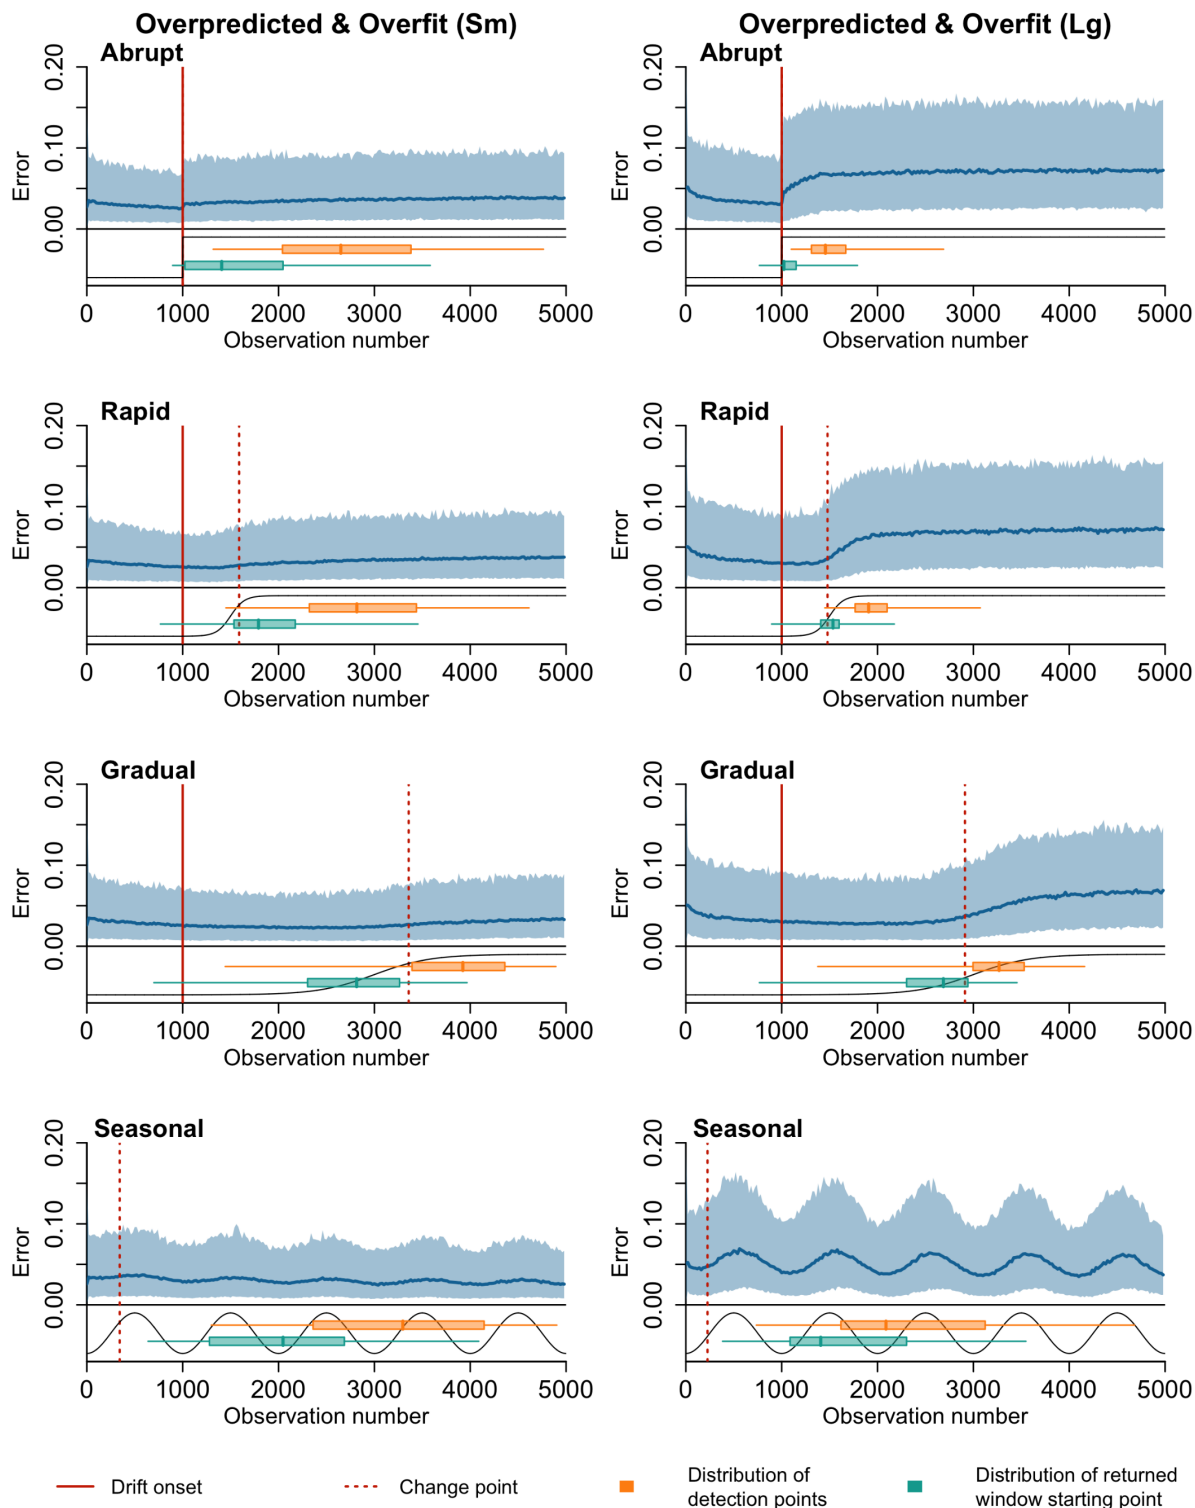 Overpredicted & Overfit (Sm)
Overpredicted & Overfit (Lg)
Abrupt
0.20
0.10
0.00
Error
0 1000 2000 3000 4000 5000
Observation number
Abrupt
0.20
0.10
0.00
Error
0 1000 2000 3000 4000 5000
Observation number
Rapid
0.20
0.10
0.00
Error
0 1000 2000 3000 4000 5000
Observation number
Rapid
0.20
0.10
0.00
Error
0 1000 2000 3000 4000 5000
Observation number
Gradual
0.20
0.10
0.00
Error
0 1000 2000 3000 4000 5000
Observation number
Gradual
0.20
0.10
0.00
Error
0 1000 2000 3000 4000 5000
Observation number
Seasonal
0.20
0.10
0.00
Error
0 1000 2000 3000 4000 5000
Observation number
Seasonal
0.20
0.10
0.00
Error
0 1000 2000 3000 4000 5000
Observation number
Drift onset
Change point
Distribution of
detection points
Distribution of returned
window starting point